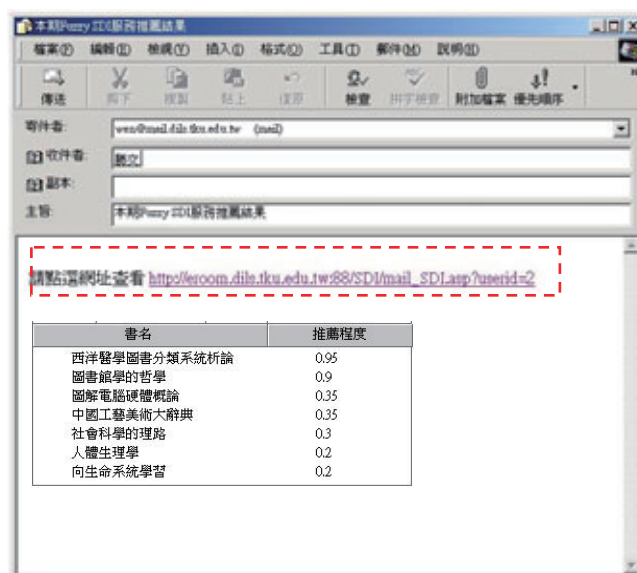 本期Fuzzy SDI服務推薦結果
檔案(F) 編輯(E) 檢視(V) 插入(I) 格式(O) 工具(T) 郵件(M) 說明(H)
傳送 剪下 複製 貼上 復原 檢查 拼字檢查 附加檔案 優先順序
寄件者: wen@mail.dils.tku.edu.tw (mail)
收件者:
副本:
主旨: 本期Fuzzy SDI服務推薦結果
請點選網址查看 http://eroom.dils.tku.edu.tw:88/SDI/mail_SDI.asp?userid=2
書名 推薦程度
西洋醫學圖書分類系統析論 0.95
圖書館學的哲學 0.9
圖解電腦硬體概論 0.35
中國工藝美術大辭典 0.35
社會科學的理路 0.3
人體生理學 0.2
向生命系統學習 0.2